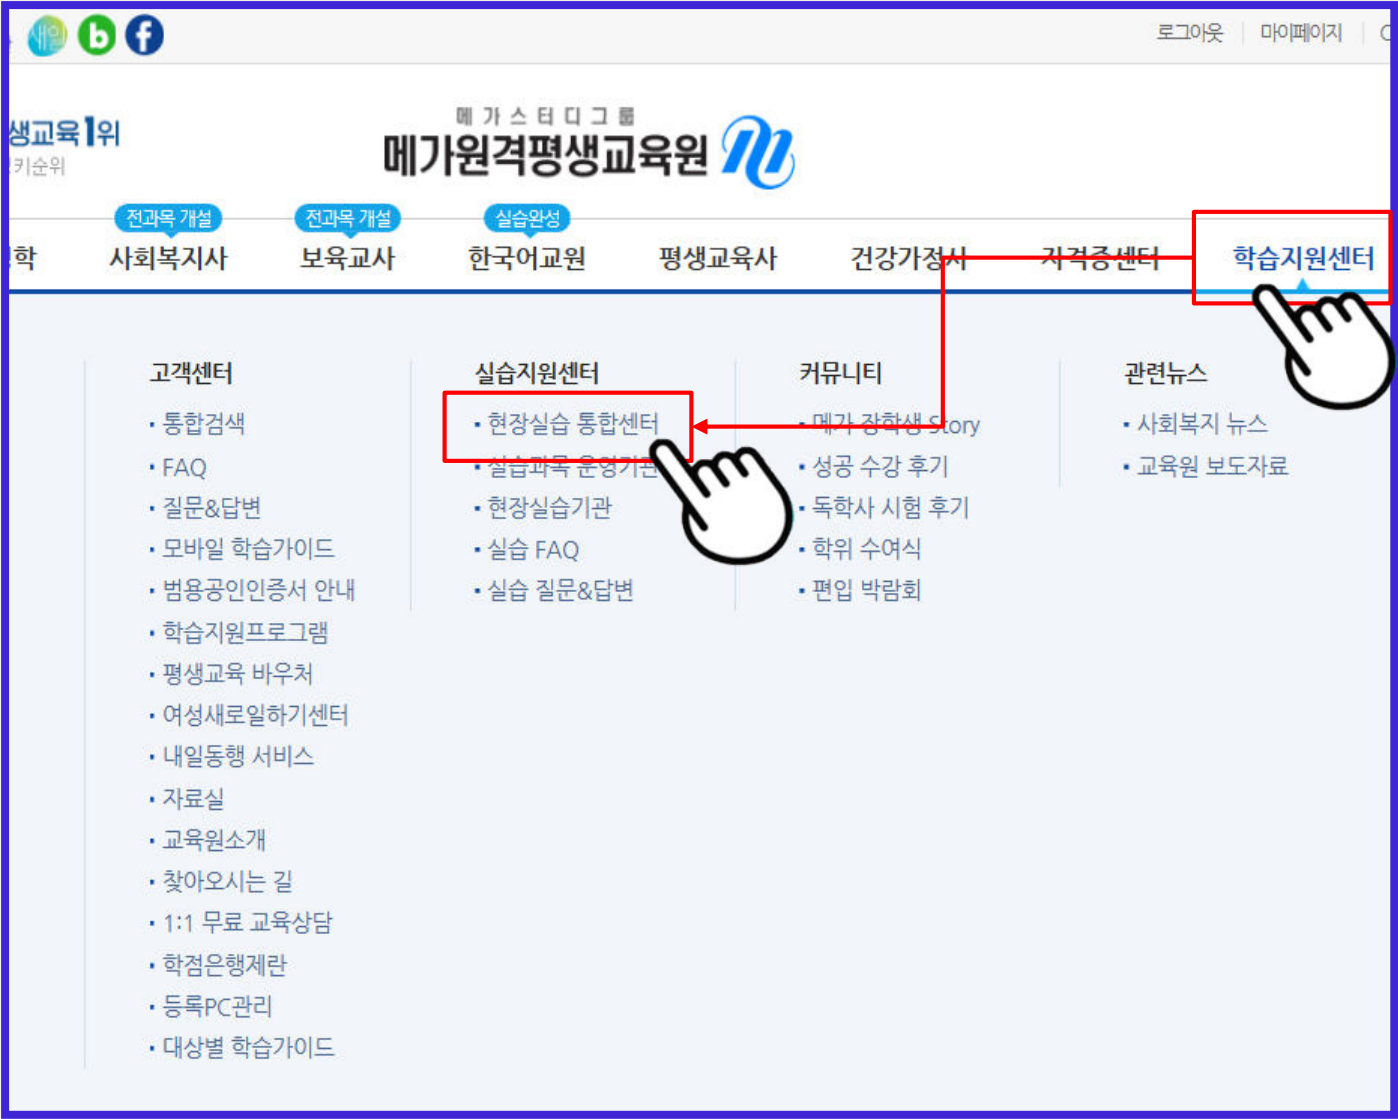 새일 b f
로그아웃 마이페이지
생교육 1위
키순위
메가스터디그룹
메가원격평생교육원
전과목 개설 전과목 개설 실습완성
학 사회복지사 보육교사 한국어교원 평생교육사 건강가정사 자격증센터 학습지원센터
고객센터
· 통합검색
· FAQ
· 질문&답변
· 모바일 학습가이드
· 범용공인인증서 안내
· 학습지원프로그램
· 평생교육 바우처
· 여성새로일하기센터
· 내일동행 서비스
· 자료실
· 교육원소개
· 찾아오시는 길
· 1:1 무료 교육상담
· 학점은행제란
· 등록PC관리
· 대상별 학습가이드
실습지원센터
· 현장실습 통합센터
· 실습과목 운영기관
· 현장실습기관
· 실습 FAQ
· 실습 질문&답변
커뮤니티
· 메가 장학생 Story
· 성공 수강 후기
· 독학사 시험 후기
· 학위 수여식
· 편입 박람회
관련뉴스
· 사회복지 뉴스
· 교육원 보도자료